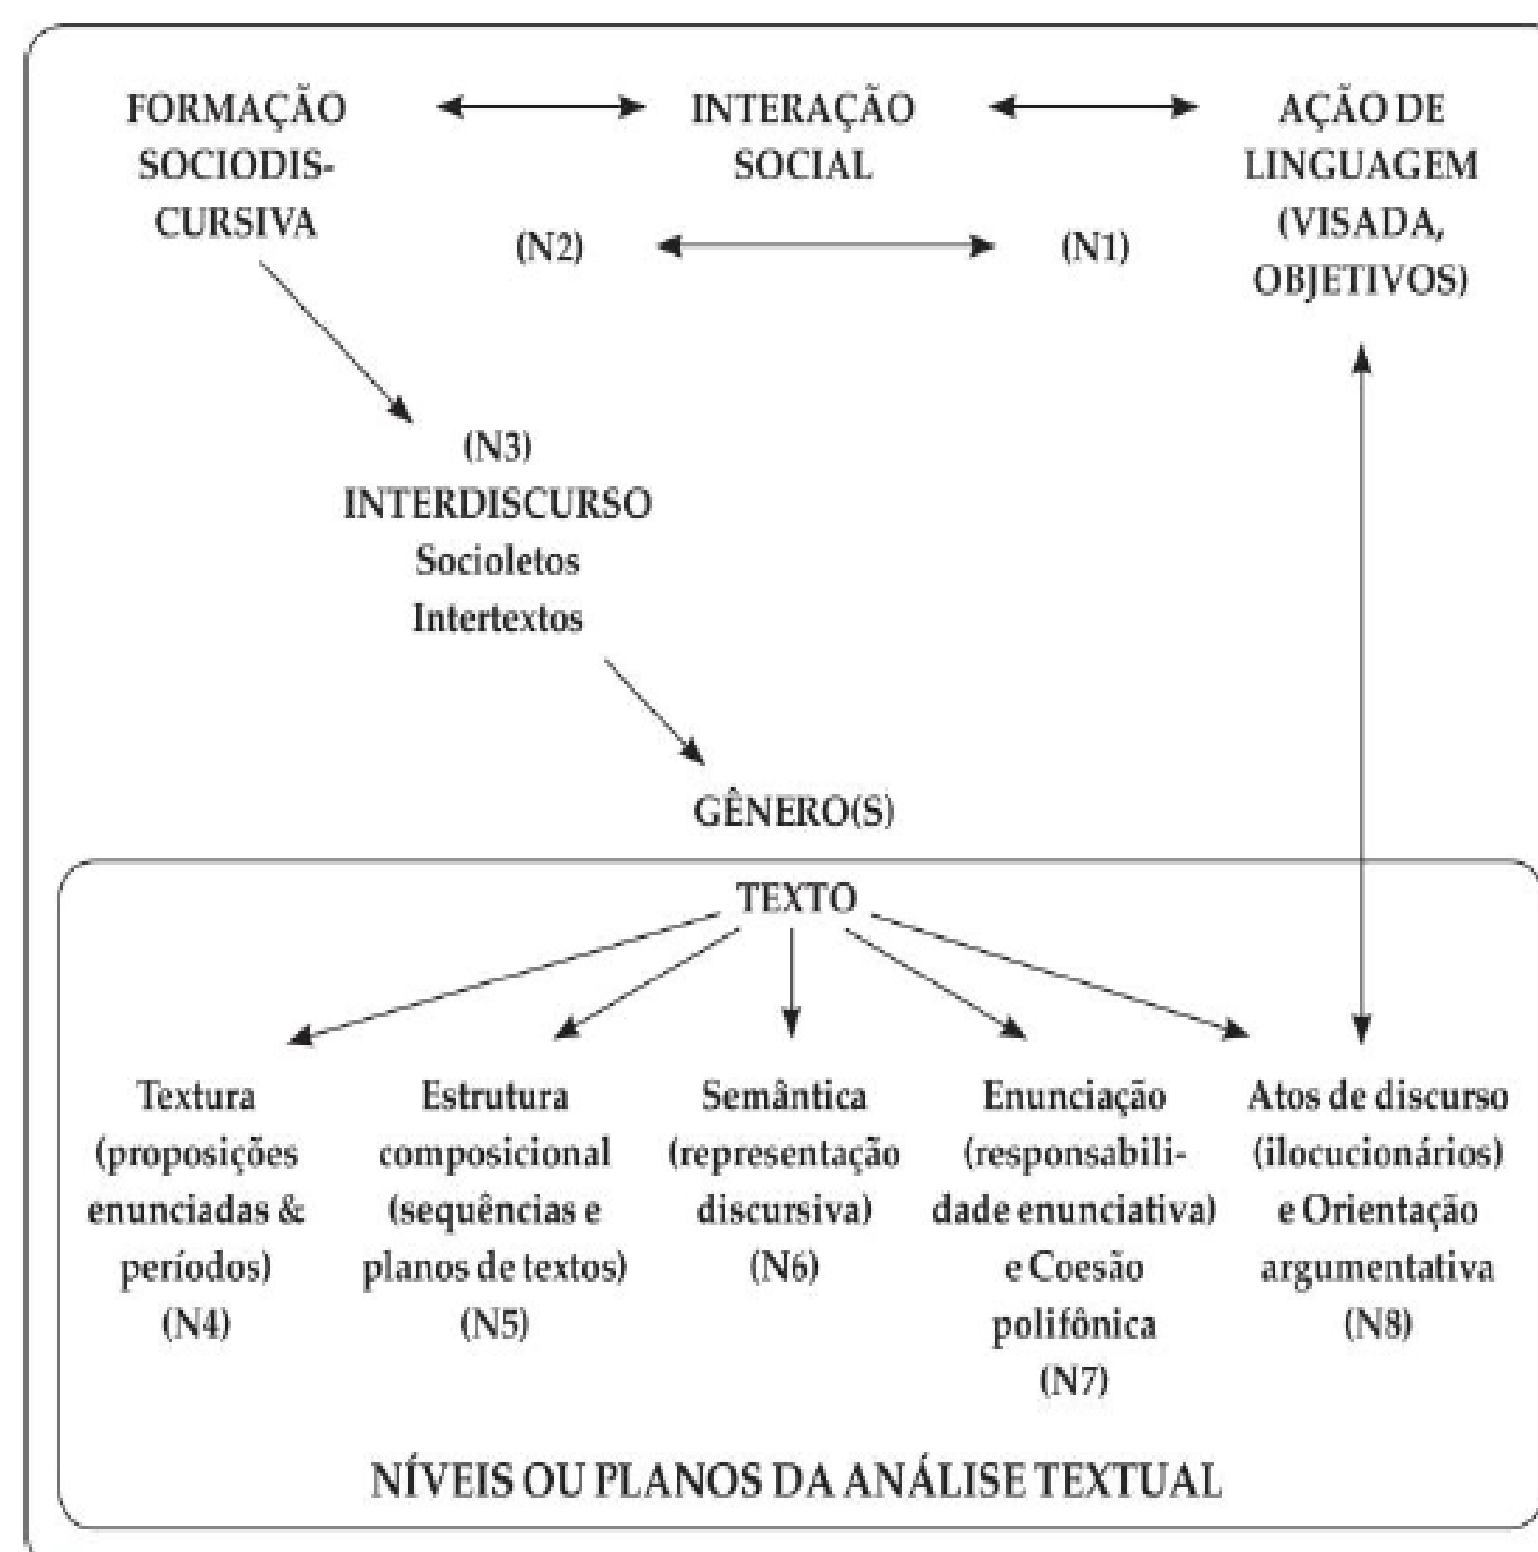 FORMAÇÃO
SOCIODIS-
CURSIVA
INTERAÇÃO
SOCIAL
AÇÃO DE
LINGUAGEM
(VISADA,
OBJETIVOS)
(N2)
(N1)
(N3)
INTERDISCURSO
Socioletos
Intertextos
GÊNERO(S)
TEXTO
Textura
(proposições
enunciadas &
períodos)
(N4)
Estrutura
composicional
(sequências e
planos de textos)
(N5)
Semântica
(representação
discursiva)
(N6)
Enunciação
(responsabili-
dade enunciativa)
e Coesão
polifônica
(N7)
Atos de discurso
(ilocucionários)
e Orientação
argumentativa
(N8)
NÍVEIS OU PLANOS DA ANÁLISE TEXTUAL